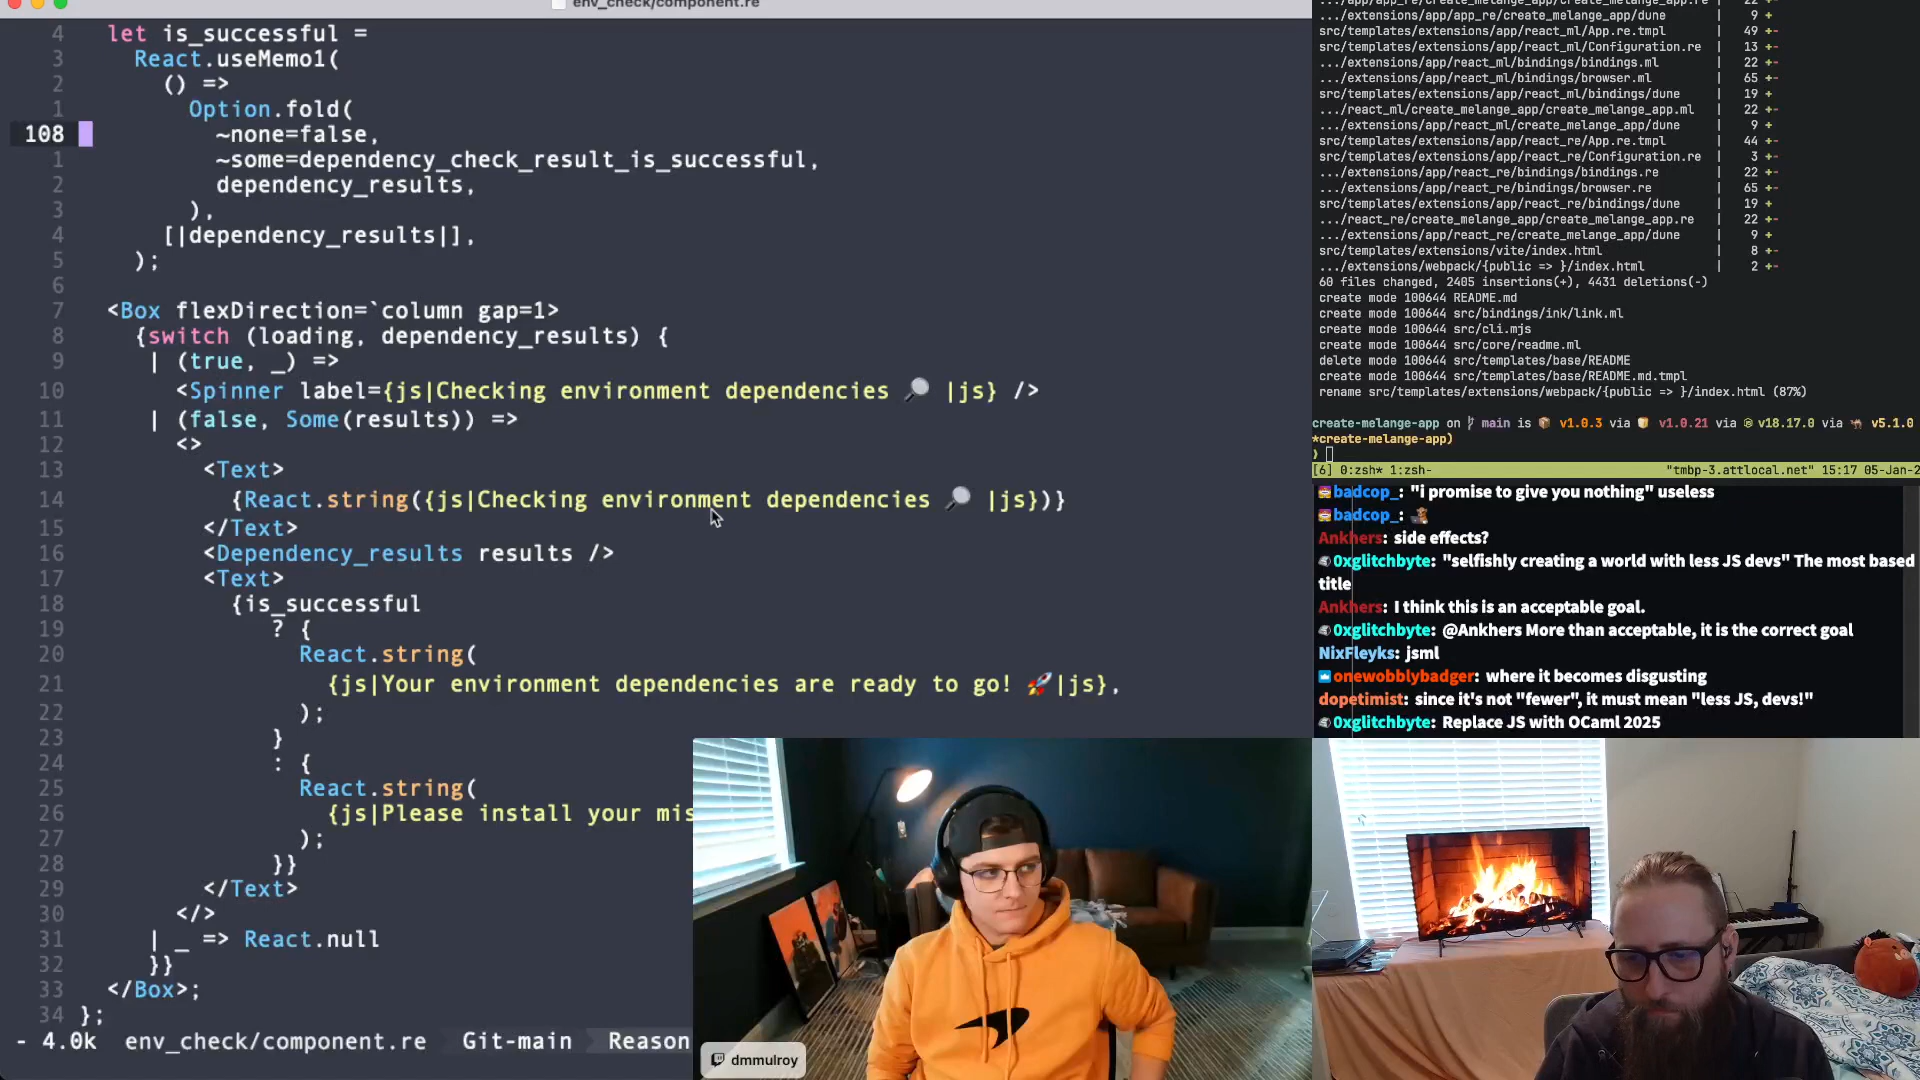 env_check/component.re
4 let is_successful =
3 React.useMemo1(
2 () =>
1 Option.fold(
108 ~none=false,
1 ~some=dependency_check_result_is_successful,
2 dependency_results,
3 ),
4 [|dependency_results|],
5 );
6
7 <Box flexDirection=`column gap=1>
8 {switch (loading, dependency_results) {
9 | (true, _) =>
10 <Spinner label={js|Checking environment dependencies 🔎 |js} />
11 | (false, Some(results)) =>
12 <>
13 <Text>
14 {React.string({js|Checking environment dependencies 🔎 |js})}
15 </Text>
16 <Dependency_results results />
17 <Text>
18 {is_successful
19 ? {
20 React.string(
21 {js|Your environment dependencies are ready to go! 🚀|js},
22 );
23 }
24 : {
25 React.string(
26 {js|Please install your mis
27 );
28 }}
29 </Text>
30 </>
31 | _ => React.null
32 }}
33 </Box>;
34 };
- 4.0k env_check/component.re Git-main Reason
.../app/app_re/create_melange_app/create_melange_app.re | 22 +-
.../extensions/app/app_re/create_melange_app/dune | 9 +
src/templates/extensions/app/react_ml/App.re.tmpl | 49 +-
src/templates/extensions/app/react_ml/Configuration.re | 13 +-
.../extensions/app/react_ml/bindings/bindings.ml | 22 +-
.../extensions/app/react_ml/bindings/browser.ml | 65 +-
src/templates/extensions/app/react_ml/bindings/dune | 19 +
.../react_ml/create_melange_app/create_melange_app.ml | 22 +-
.../extensions/app/react_ml/create_melange_app/dune | 9 +
src/templates/extensions/app/react_re/App.re.tmpl | 44 +-
src/templates/extensions/app/react_re/Configuration.re | 3 +-
.../extensions/app/react_re/bindings/bindings.re | 22 +-
.../extensions/app/react_re/bindings/browser.re | 65 +-
src/templates/extensions/app/react_re/bindings/dune | 19 +
.../react_re/create_melange_app/create_melange_app.re | 22 +-
.../extensions/app/react_re/create_melange_app/dune | 9 +
src/templates/extensions/vite/index.html | 8 +-
.../extensions/webpack/{public => }/index.html | 2 +-
60 files changed, 2405 insertions(+), 4431 deletions(-)
create mode 100644 README.md
create mode 100644 src/bindings/ink/link.ml
create mode 100644 src/cli.mjs
create mode 100644 src/core/readme.ml
delete mode 100644 src/templates/base/README
create mode 100644 src/templates/base/README.md.tmpl
rename src/templates/extensions/webpack/{public => }/index.html (87%)
create-melange-app on main is 📦 v1.0.3 via v1.0.21 via v18.17.0 via 🐫 v5.1.0
*create-melange-app)
)
[6] 0:zsh* 1:zsh- "tmbp-3.attlocal.net" 15:17 05-Jan-2
badcop_: "i promise to give you nothing" useless
badcop_:
Ankhers: side effects?
0xglitchbyte: "selfishly creating a world with less JS devs" The most based
title
Ankhers: I think this is an acceptable goal.
0xglitchbyte: @Ankhers More than acceptable, it is the correct goal
NixFleyks: jsml
onewobblybadger: where it becomes disgusting
dopetimist: since it's not "fewer", it must mean "less JS, devs!"
0xglitchbyte: Replace JS with OCaml 2025
dmmulroy